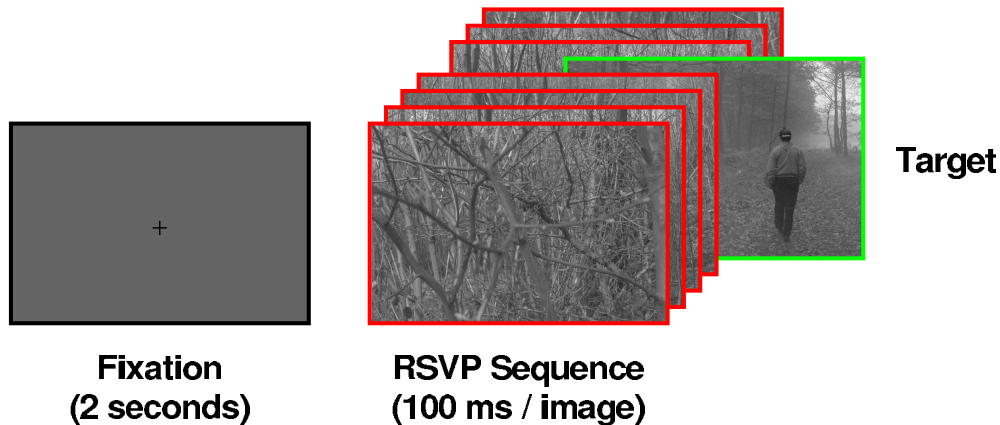 Target
Fixation
(2 seconds)
RSVP Sequence
(100 ms / image)